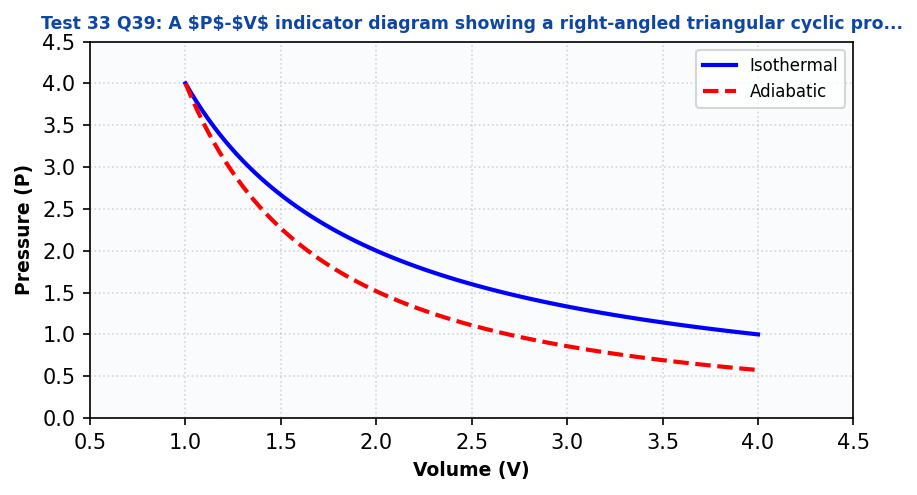 Test 33 Q39: A $P$-$V$ indicator diagram showing a right-angled triangular cyclic pro...
Isothermal
Adiabatic
Pressure (P)
4.5
4.0
3.5
3.0
2.5
2.0
1.5
1.0
0.5
0.0
0.5 1.0 1.5 2.0 2.5 3.0 3.5 4.0 4.5
Volume (V)